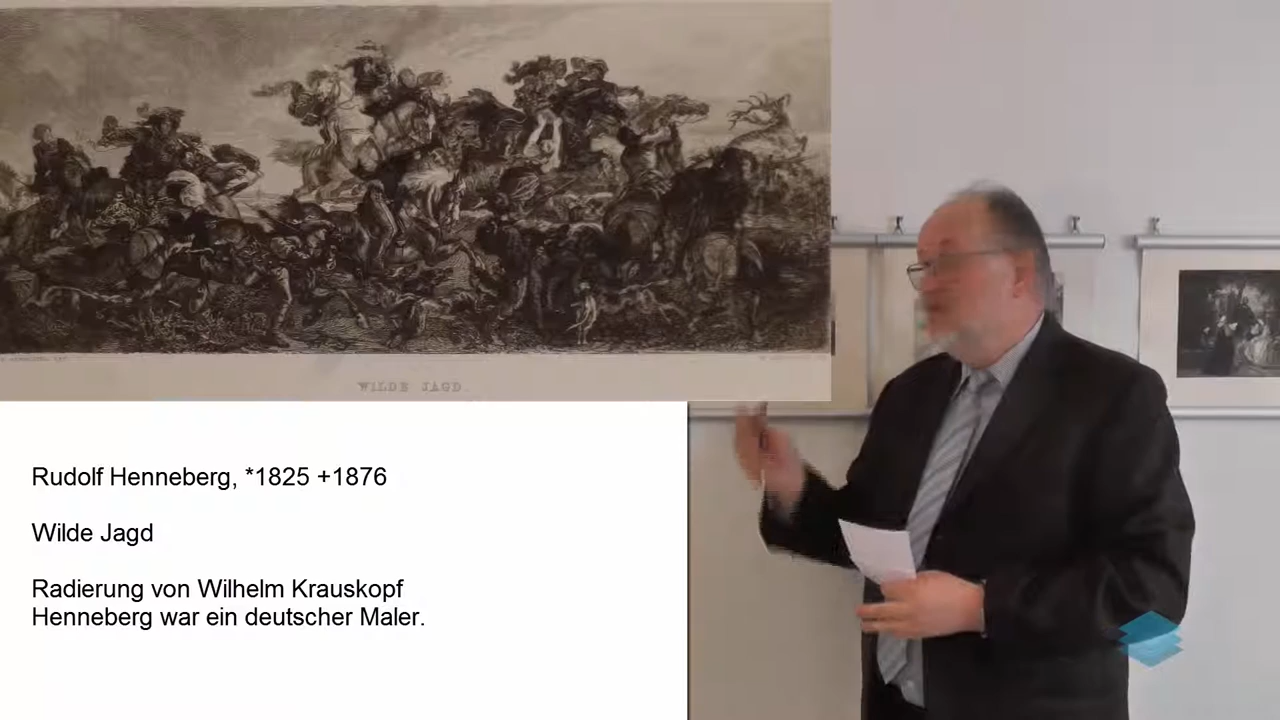 WILDE JAGD
Rudolf Henneberg, *1825 +1876
Wilde Jagd
Radierung von Wilhelm Krauskopf
Henneberg war ein deutscher Maler.